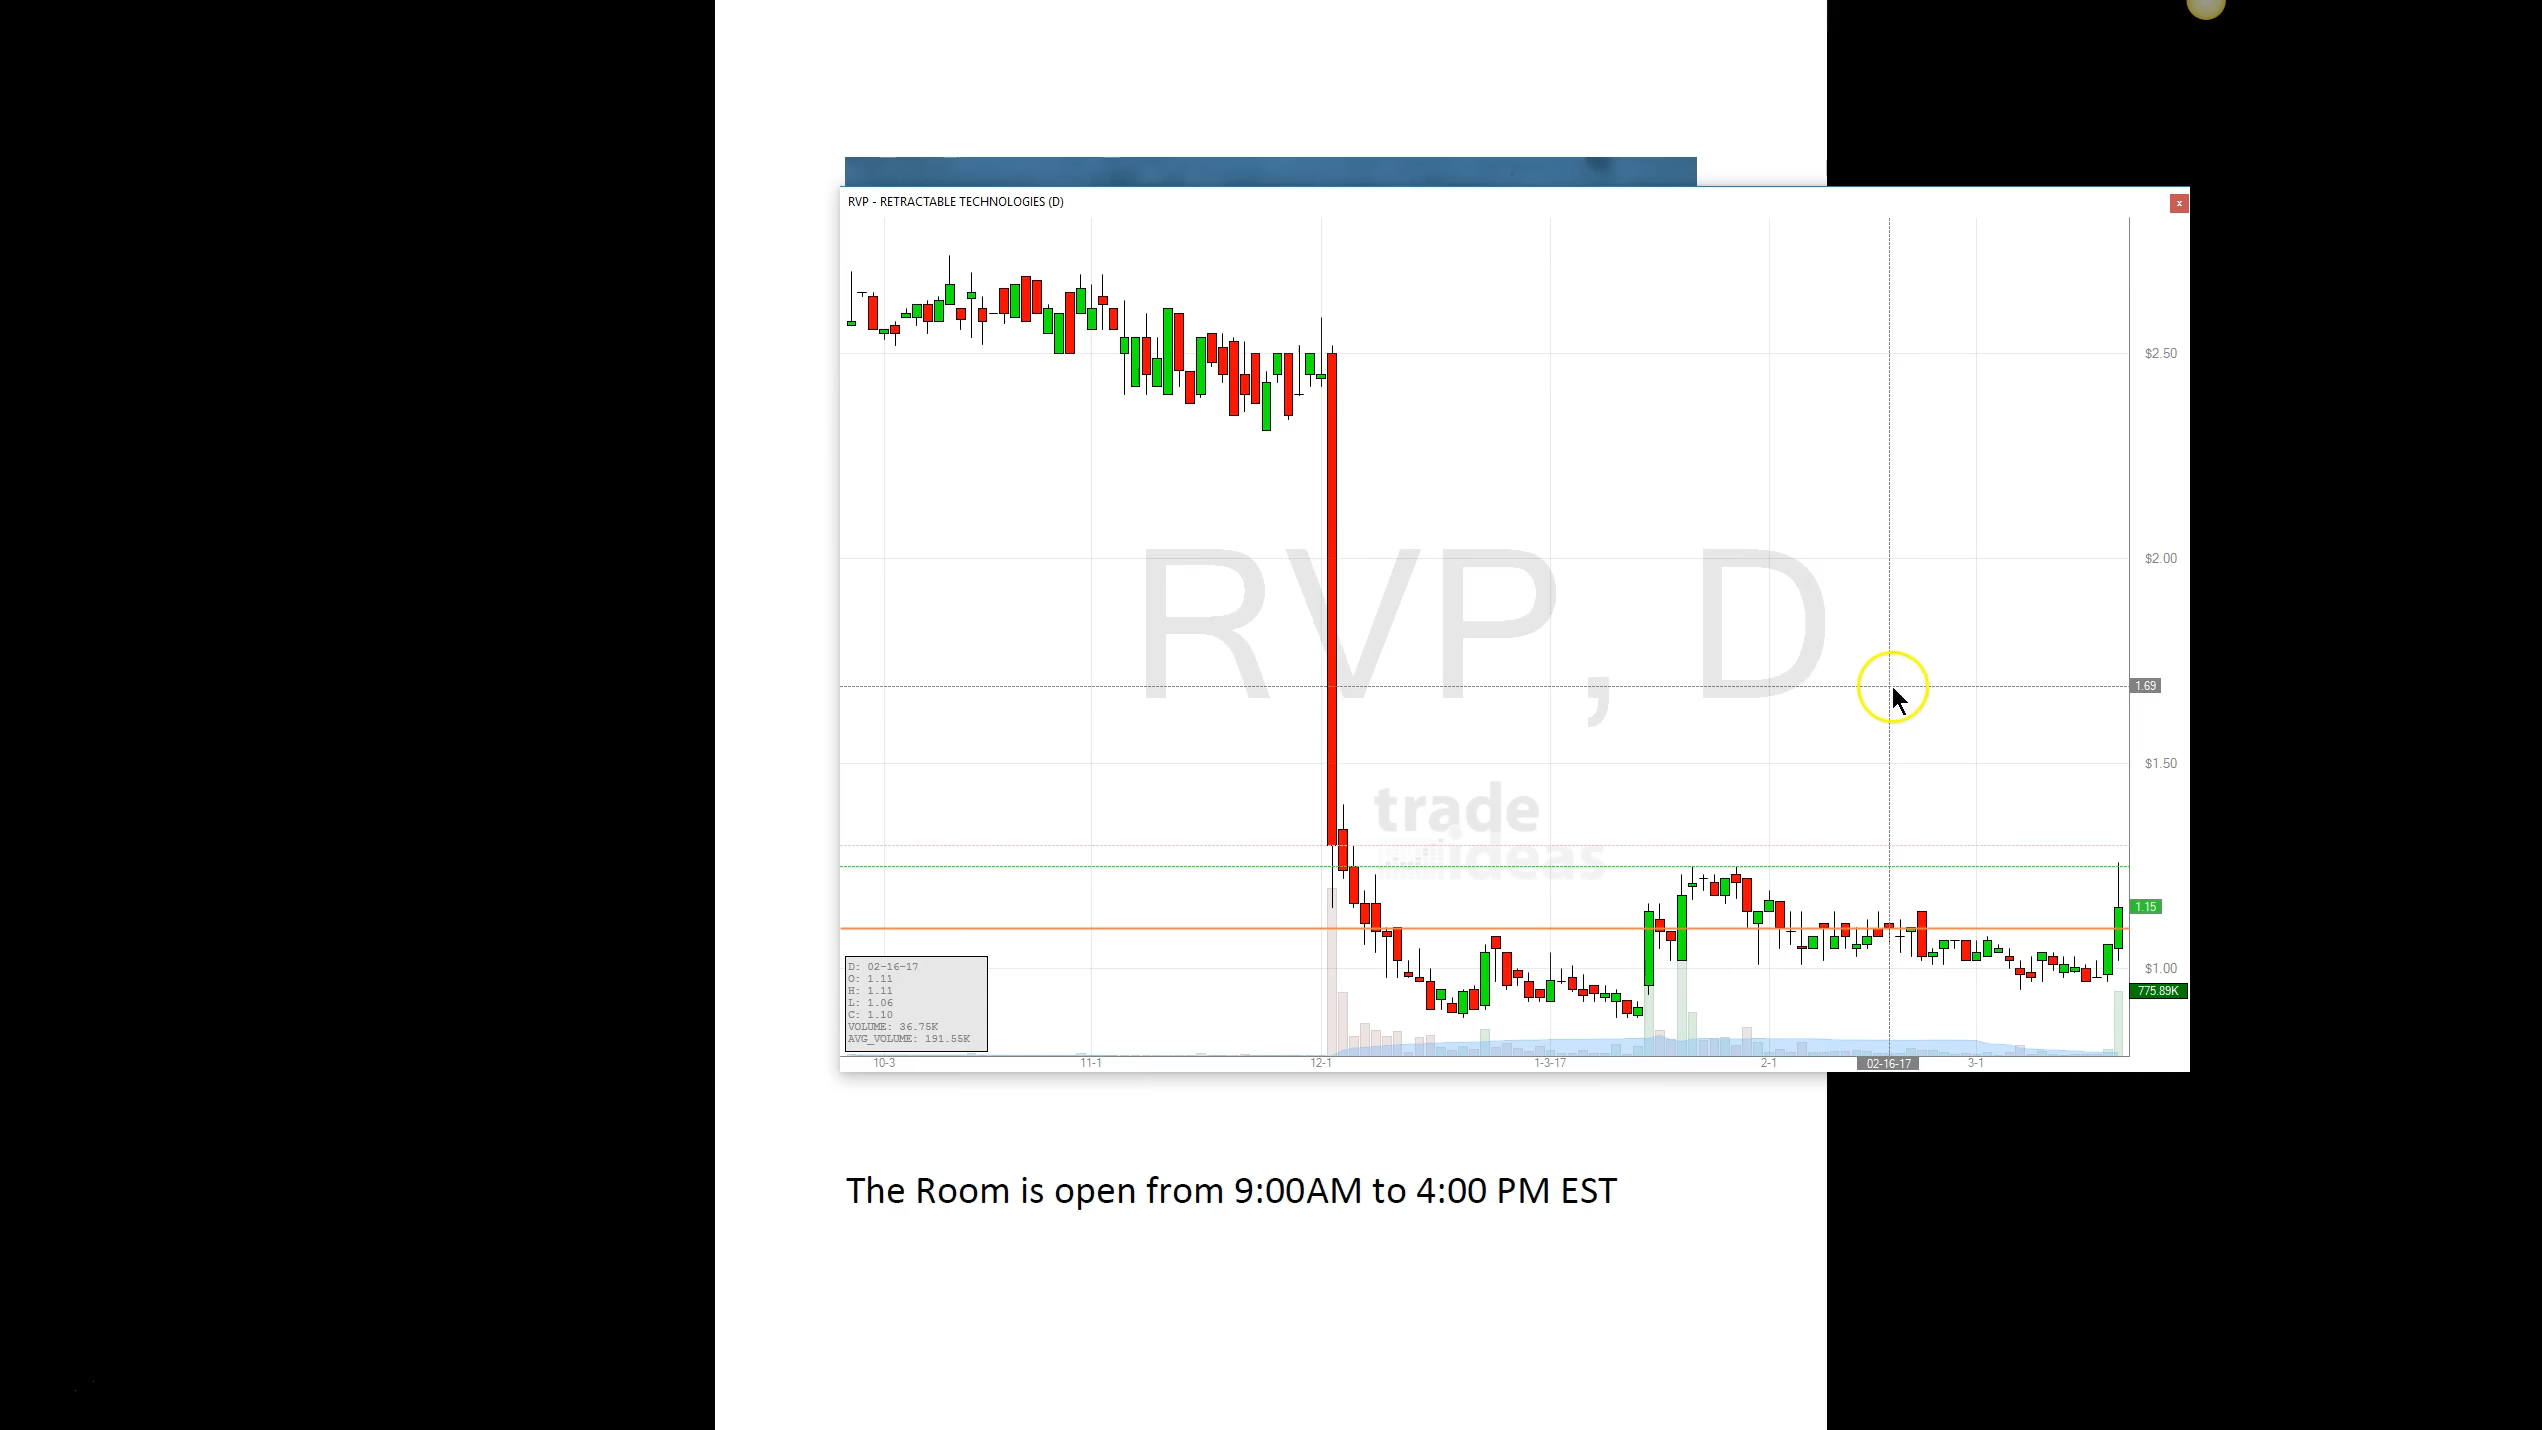 RVP - RETRACTABLE TECHNOLOGIES (D)
x
RVP, D
trade
ideas
$2.50
$2.00
1.69
$1.50
1.15
$1.00
775.89K
D: 02-16-17
O: 1.11
H: 1.11
L: 1.06
C: 1.10
VOLUME: 36.75K
AVG_VOLUME: 191.55K
10-3 11-1 12-1 1-3-17 2-1 02-16-17 3-1
The Room is open from 9:00AM to 4:00 PM EST